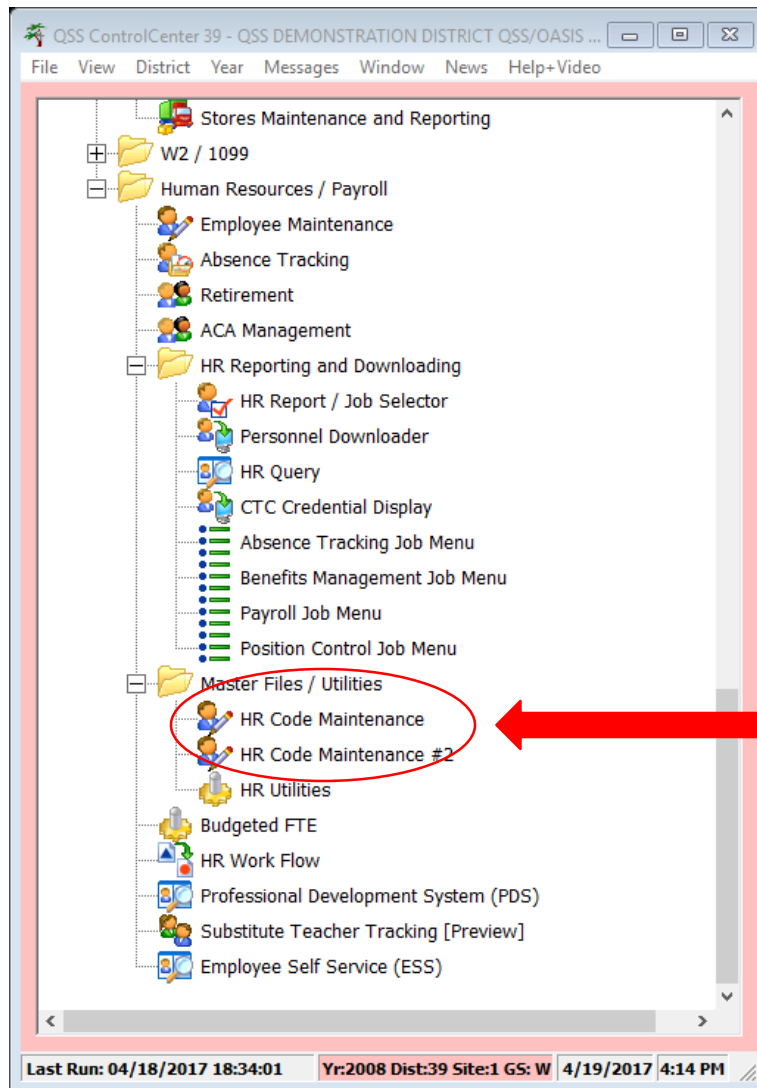 QSS ControlCenter 39 - QSS DEMONSTRATION DISTRICT QSS/OASIS ...
File View District Year Messages Window News Help+Video
Stores Maintenance and Reporting
W2 / 1099
Human Resources / Payroll
Employee Maintenance
Absence Tracking
Retirement
ACA Management
HR Reporting and Downloading
HR Report / Job Selector
Personnel Downloader
HR Query
CTC Credential Display
Absence Tracking Job Menu
Benefits Management Job Menu
Payroll Job Menu
Position Control Job Menu
Master Files / Utilities
HR Code Maintenance
HR Code Maintenance #2
HR Utilities
Budgeted FTE
HR Work Flow
Professional Development System (PDS)
Substitute Teacher Tracking [Preview]
Employee Self Service (ESS)
Last Run: 04/18/2017 18:34:01 Yr:2008 Dist:39 Site:1 GS: W 4/19/2017 4:14 PM